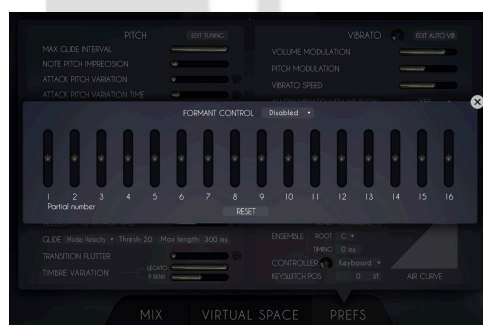 PITCH
EDIT TUNING
MAX GLIDE INTERVAL
NOTE PITCH IMPRECISION
ATTACK PITCH VARIATION
ATTACK PITCH VARIATION TIME
VIBRATO
EDIT AUTO VIB
VOLUME MODULATION
PITCH MODULATION
VIBRATO SPEED
FORMANT CONTROL Disabled
1 2 3 4 5 6 7 8 9 10 11 12 13 14 15 16
Partial number
RESET
GLIDE Mode: Velocity Thresh: 20 Max length: 300 ms
TRANSITION FLUTTER
TIMBRE VARIATION
LEGATO
P. BEND
ENSEMBLE ROOT C
TIMING 0 ms
CONTROLLER Keyboard
KEYSWITCH POS 0 st
AIR CURVE
MIX VIRTUAL SPACE PREFS